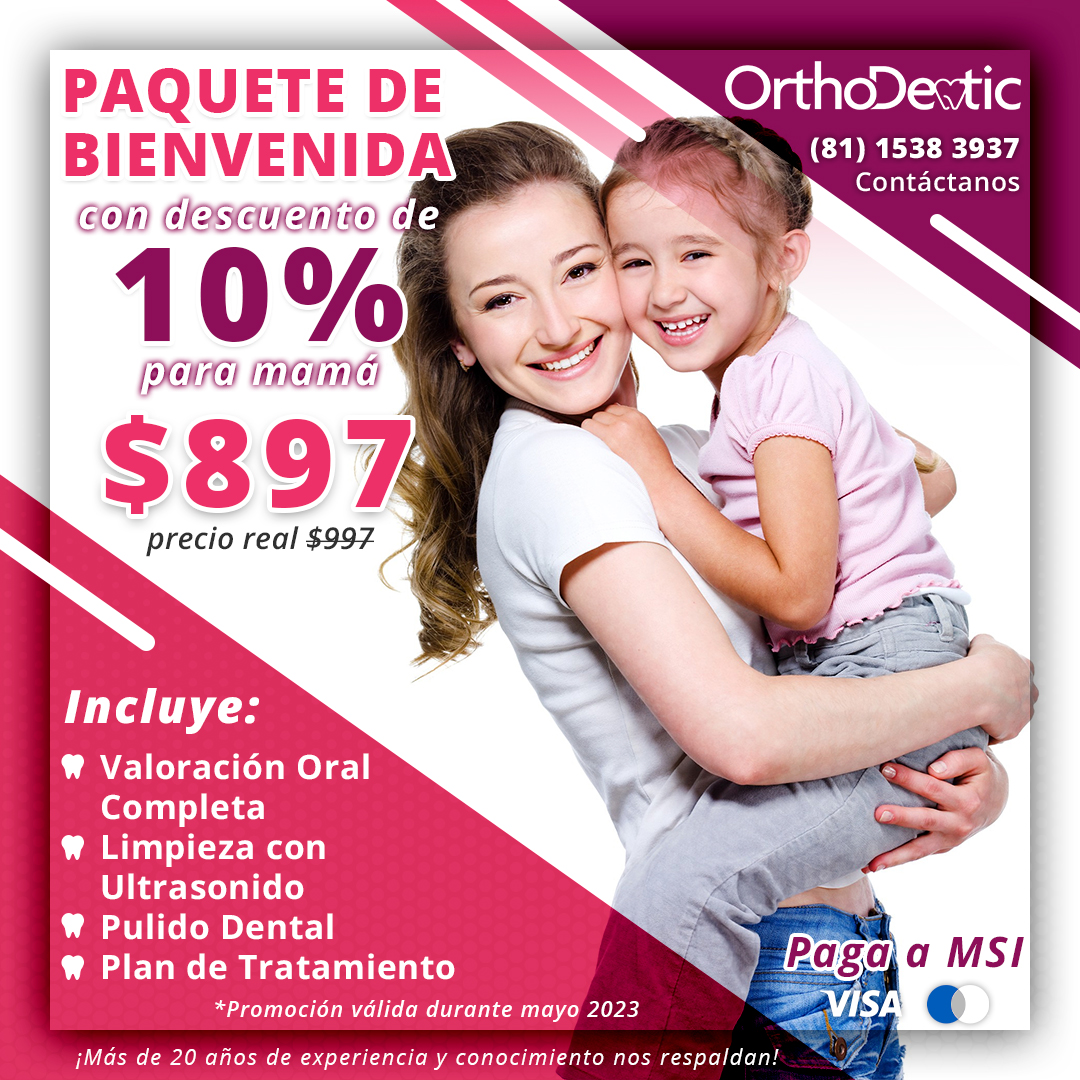 PAQUETE DE
BIENVENIDA
con descuento de
10%
para mamá
$897
precio real $997
OrthoDentic
(81) 1538 3937
Contáctanos
Incluye:
Valoración Oral
Completa
Limpieza con
Ultrasonido
Pulido Dental
Plan de Tratamiento
*Promoción válida durante mayo 2023
Paga a MSI
VISA
¡Más de 20 años de experiencia y conocimiento nos respaldan!